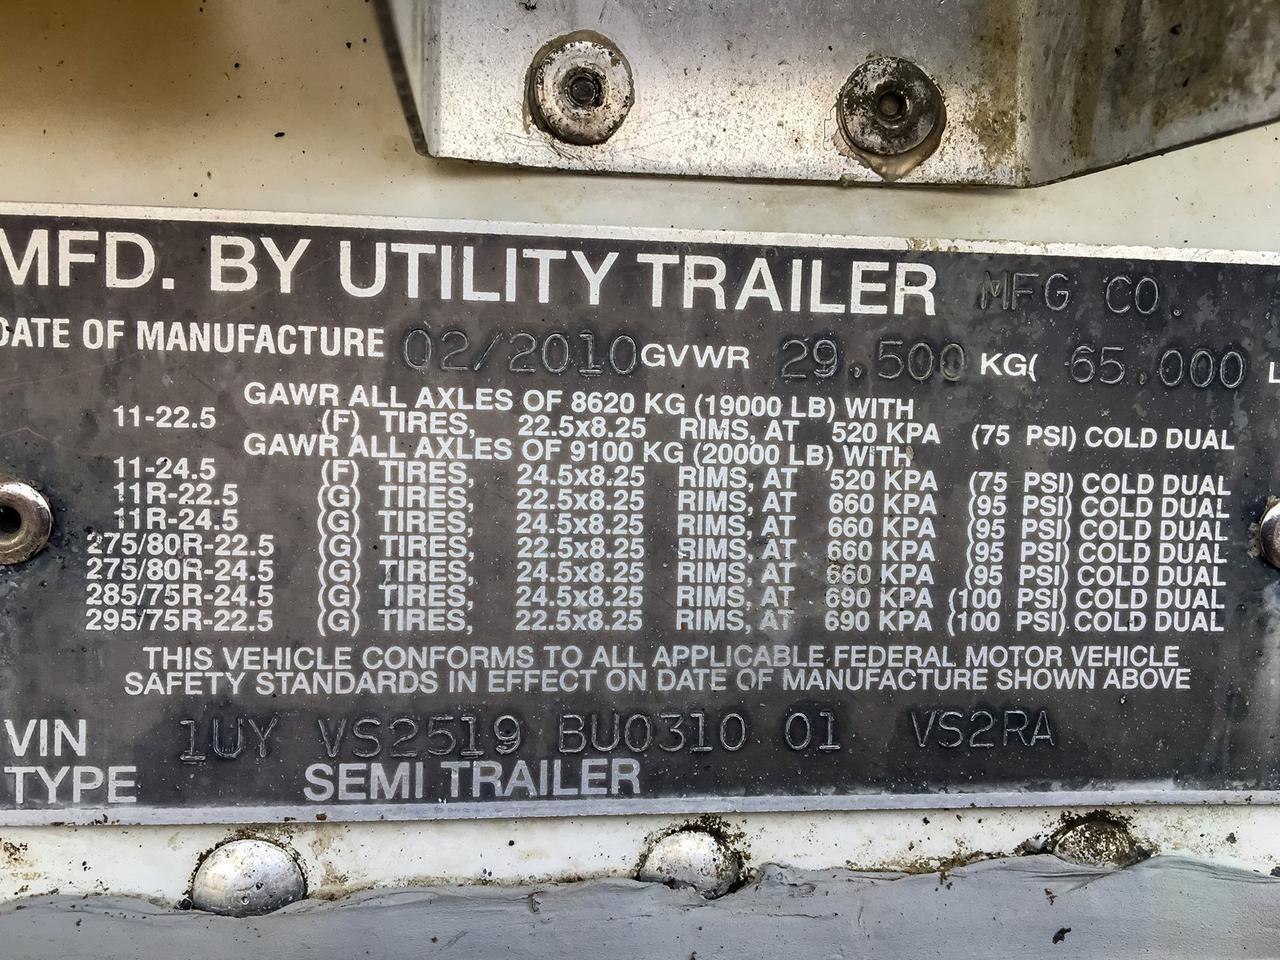 MFD. BY UTILITY TRAILER MFG CO.
DATE OF MANUFACTURE 02/2010 GVWR 29.500 KG( 65.000 L
GAWR ALL AXLES OF 8620 KG (19000 LB) WITH
11-22.5 (F) TIRES, 22.5x8.25 RIMS, AT 520 KPA (75 PSI) COLD DUAL
GAWR ALL AXLES OF 9100 KG (20000 LB) WITH
11-24.5 (F) TIRES, 24.5x8.25 RIMS, AT 520 KPA (75 PSI) COLD DUAL
11R-22.5 (G) TIRES, 22.5x8.25 RIMS, AT 660 KPA (95 PSI) COLD DUAL
11R-24.5 (G) TIRES, 24.5x8.25 RIMS, AT 660 KPA (95 PSI) COLD DUAL
275/80R-22.5 (G) TIRES, 22.5x8.25 RIMS, AT 660 KPA (95 PSI) COLD DUAL
275/80R-24.5 (G) TIRES, 24.5x8.25 RIMS, AT 660 KPA (95 PSI) COLD DUAL
285/75R-24.5 (G) TIRES, 24.5x8.25 RIMS, AT 690 KPA (100 PSI) COLD DUAL
295/75R-22.5 (G) TIRES, 22.5x8.25 RIMS, AT 690 KPA (100 PSI) COLD DUAL
THIS VEHICLE CONFORMS TO ALL APPLICABLE FEDERAL MOTOR VEHICLE
SAFETY STANDARDS IN EFFECT ON DATE OF MANUFACTURE SHOWN ABOVE
VIN 1UY VS2519 BU0310 01 VS2RA
TYPE SEMI TRAILER